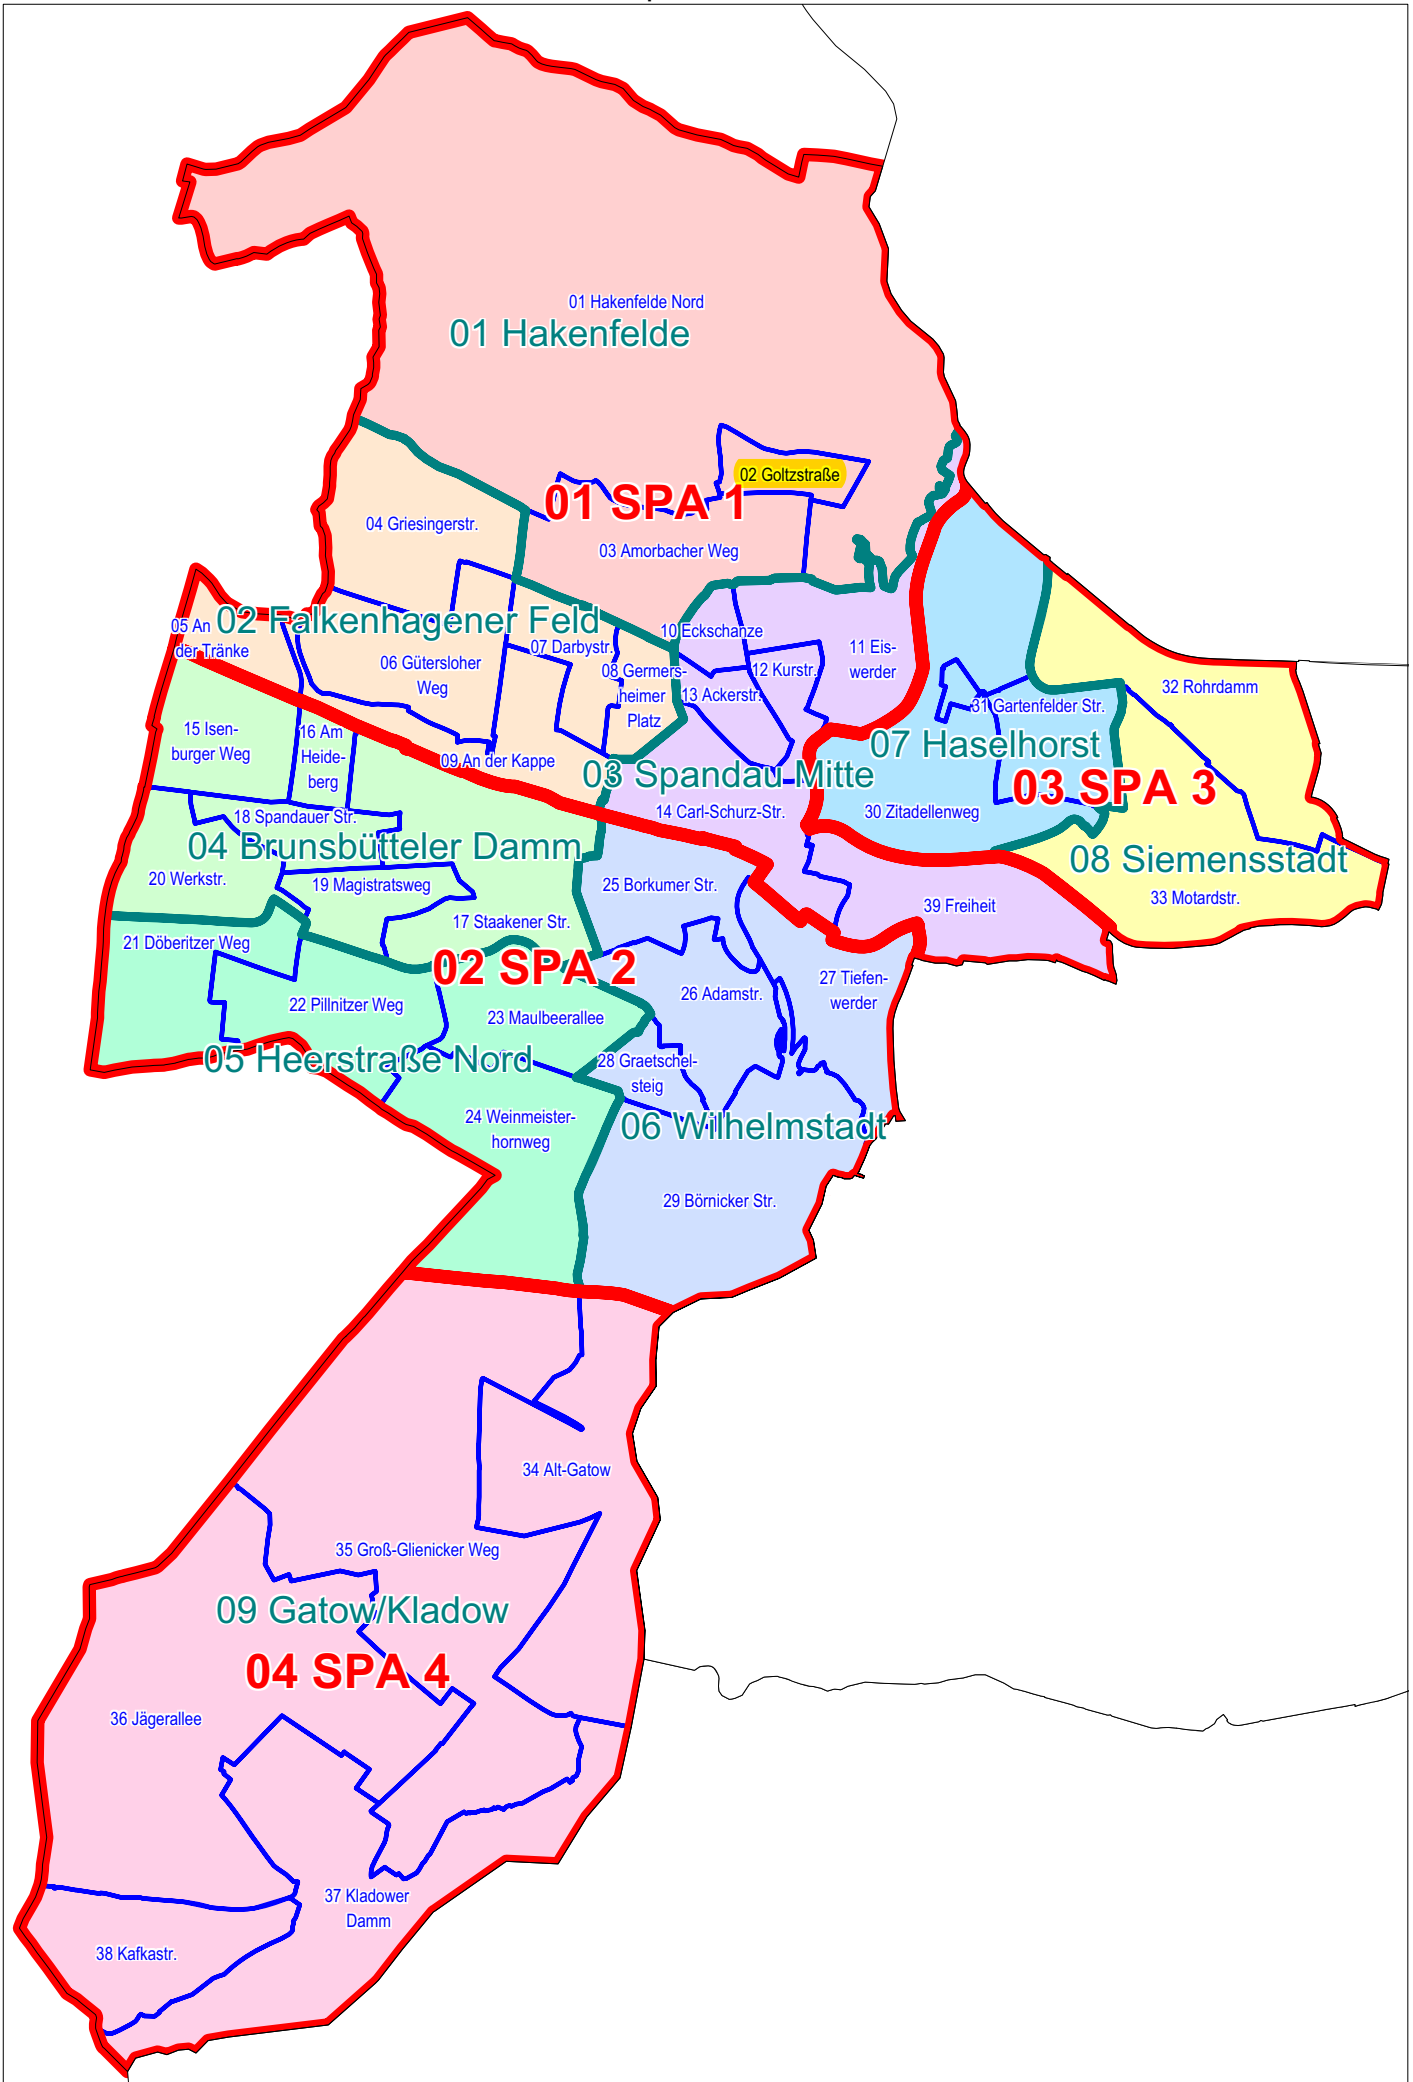 01 Hakenfelde Nord
01 Hakenfelde
02 Goltzstraße
01 SPA 1
04 Griesingerstr.
03 Amorbacher Weg
02 Falkenhagener Feld
05 An
der Tränke
10 Eckschanze
07 Darbystr.
11 Eis-
werder
06 Gütersloher
Weg
08 Germers-
heimer
Platz
12 Kurstr.
13 Ackerstr.
32 Rohrdamm
31 Gartenfelder Str.
15 Isen-
burger Weg
16 Am
Heide-
berg
07 Haselhorst
09 An der Kappe
03 Spandau Mitte
03 SPA 3
14 Carl-Schurz-Str.
30 Zitadellenweg
18 Spandauer Str.
04 Brunsbütteler Damm
08 Siemensstadt
20 Werkstr.
19 Magistratsweg
25 Borkumer Str.
33 Motardstr.
39 Freiheit
17 Staakener Str.
21 Döberitzer Weg
02 SPA 2
27 Tiefen-
werder
26 Adamstr.
22 Pillnitzer Weg
23 Maulbeerallee
05 Heerstraße Nord
28 Graetschel-
steig
24 Weinmeister-
hornweg
06 Wilhelmstadt
29 Börnicker Str.
34 Alt-Gatow
35 Groß-Glienicker Weg
09 Gatow/Kladow
04 SPA 4
36 Jägerallee
37 Kladower
Damm
38 Kafkastr.